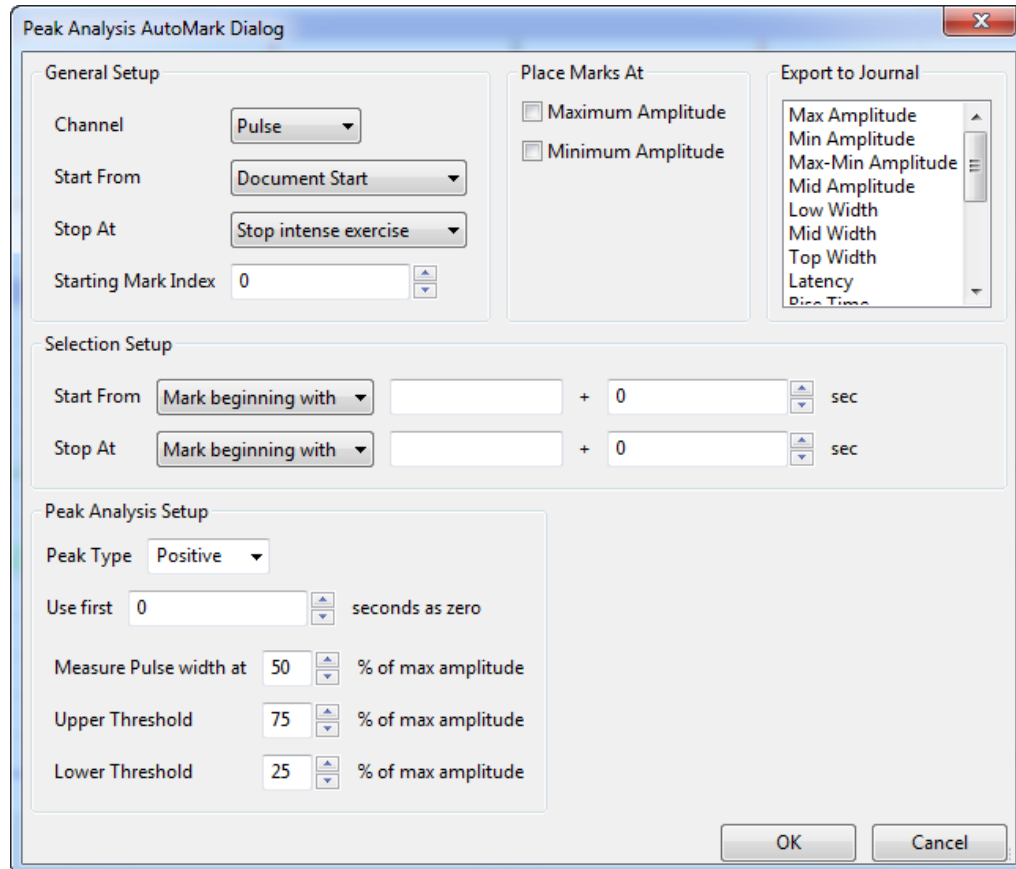 Peak Analysis AutoMark Dialog
General Setup
Channel Pulse
Start From Document Start
Stop At Stop intense exercise
Starting Mark Index 0
Place Marks At
Maximum Amplitude
Minimum Amplitude
Export to Journal
Max Amplitude
Min Amplitude
Max-Min Amplitude
Mid Amplitude
Low Width
Mid Width
Top Width
Latency
Rise Time
Selection Setup
Start From Mark beginning with + 0 sec
Stop At Mark beginning with + 0 sec
Peak Analysis Setup
Peak Type Positive
Use first 0 seconds as zero
Measure Pulse width at 50 % of max amplitude
Upper Threshold 75 % of max amplitude
Lower Threshold 25 % of max amplitude
OK Cancel